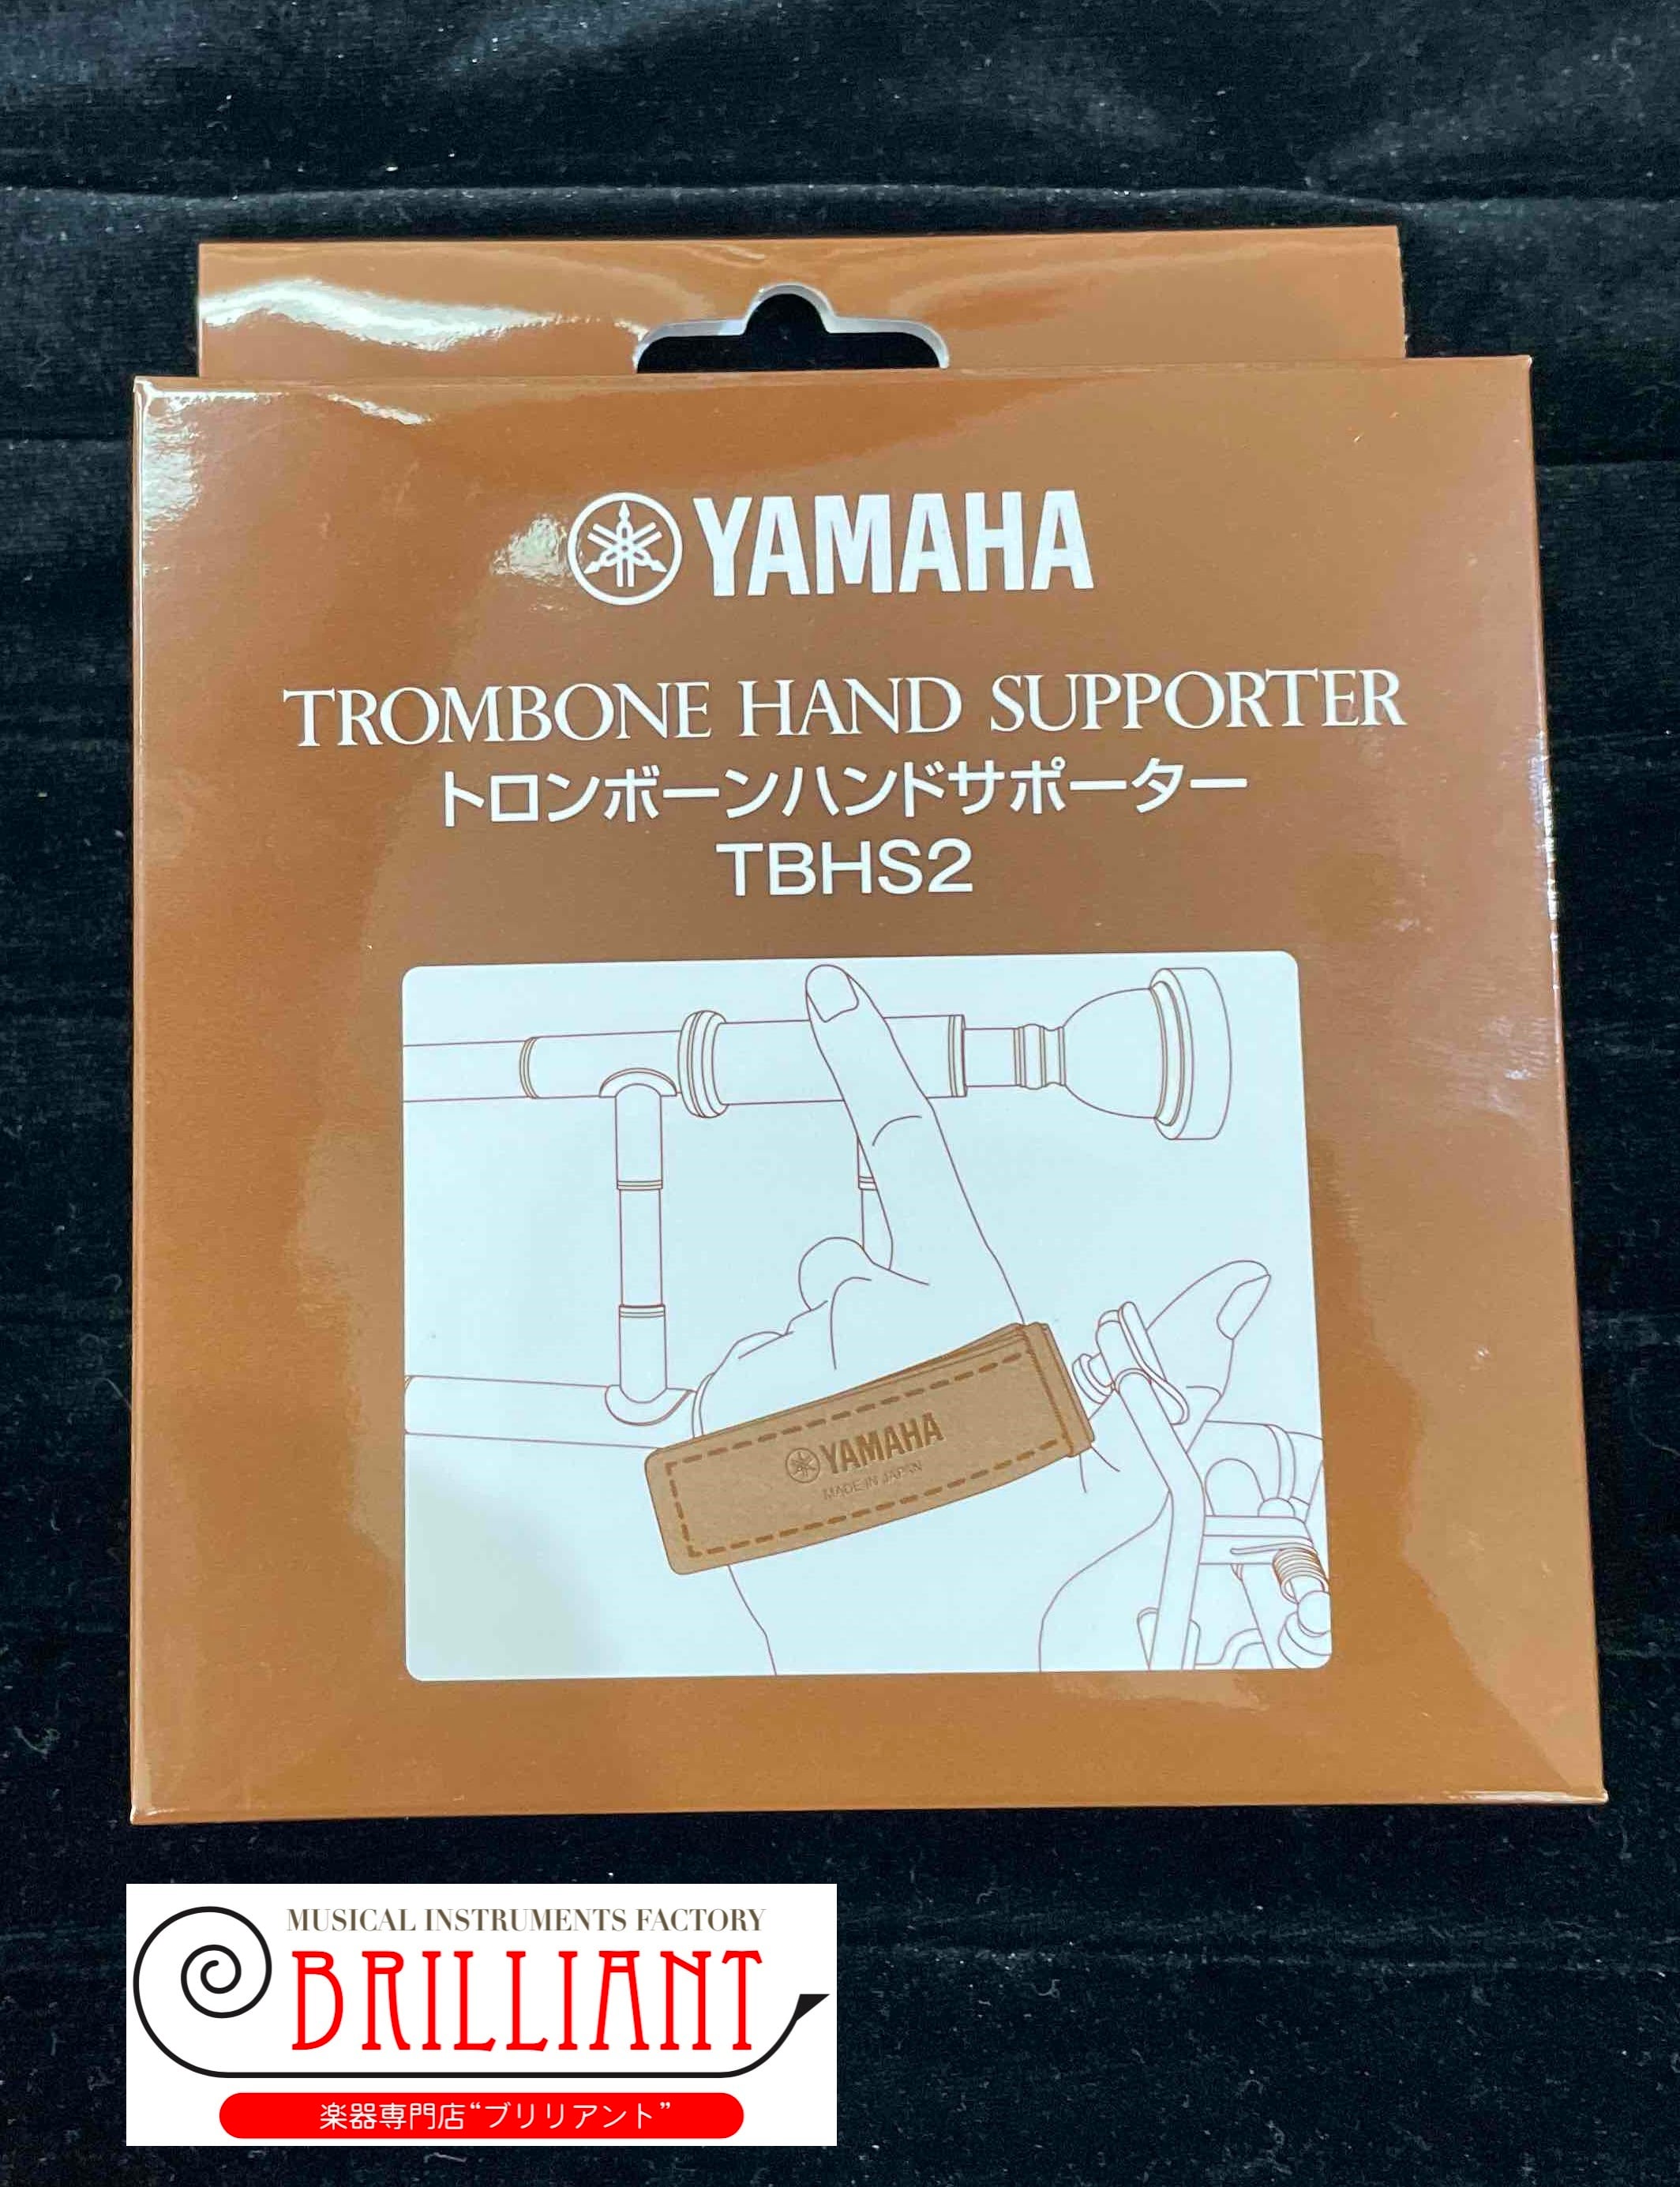 YAMAHA
TROMBONE HAND SUPPORTER
トロンボーンハンドサポーター
TBHS2
YAMAHA
MADE IN JAPAN
MUSICAL INSTRUMENTS FACTORY
BRILLIANT
楽器専門店“ブリリアント”